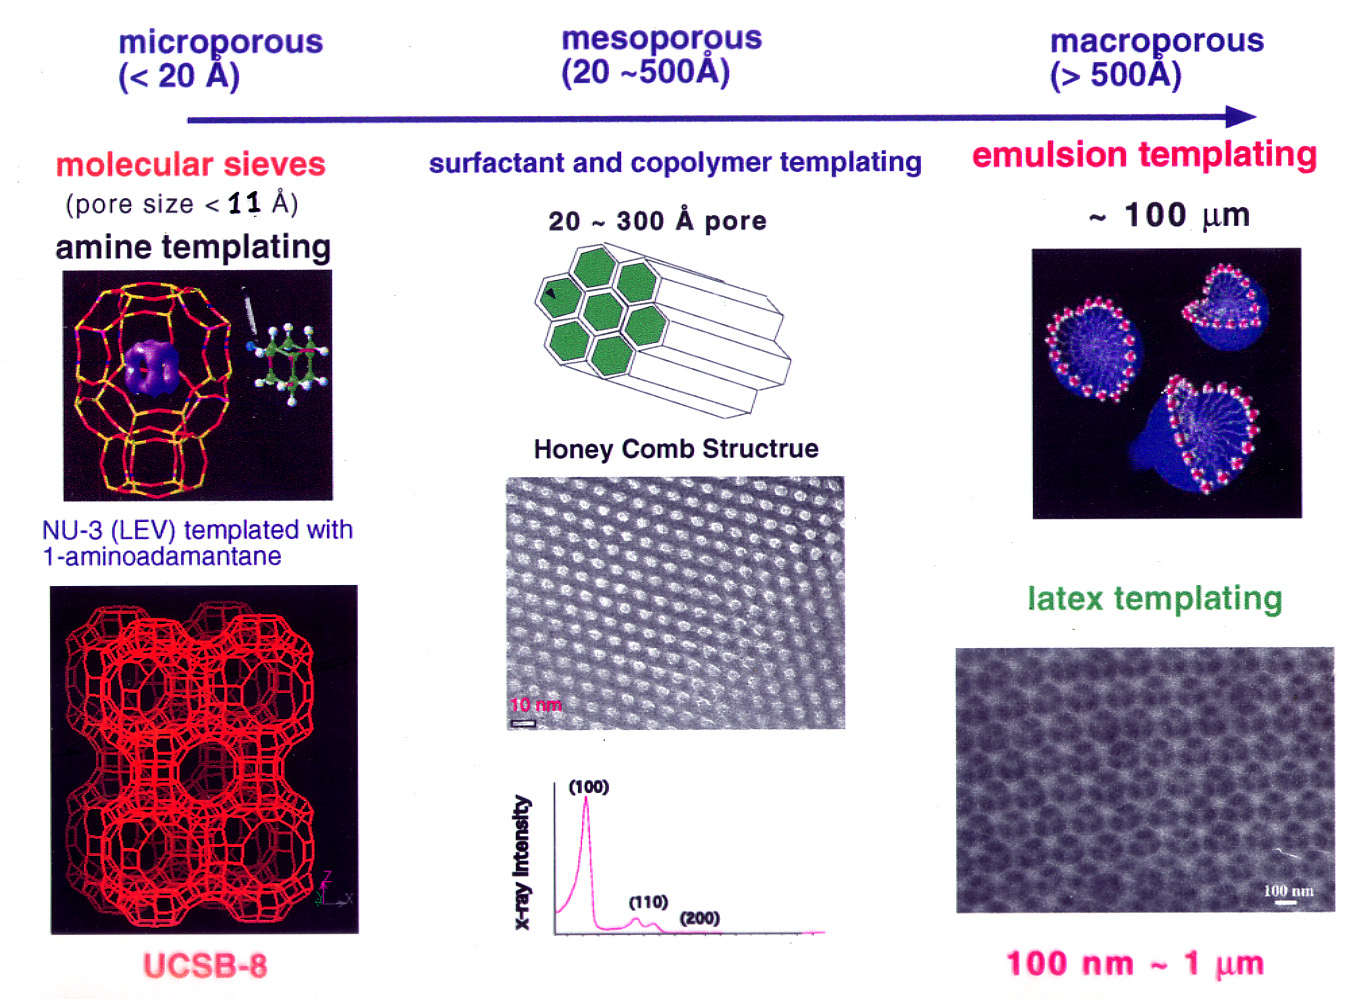 microporous
(< 20 Å)
mesoporous
(20 ~500Å)
macroporous
(> 500Å)
molecular sieves
(pore size < 11 Å)
amine templating
NU-3 (LEV) templated with
1-aminoadamantane
Z
X
UCSB-8
surfactant and copolymer templating
20 ~ 300 Å pore
Honey Comb Structrue
10 nm
x-ray Intensity
(100)
(110)
(200)
emulsion templating
~ 100 µm
latex templating
100 nm
100 nm ~ 1 µm